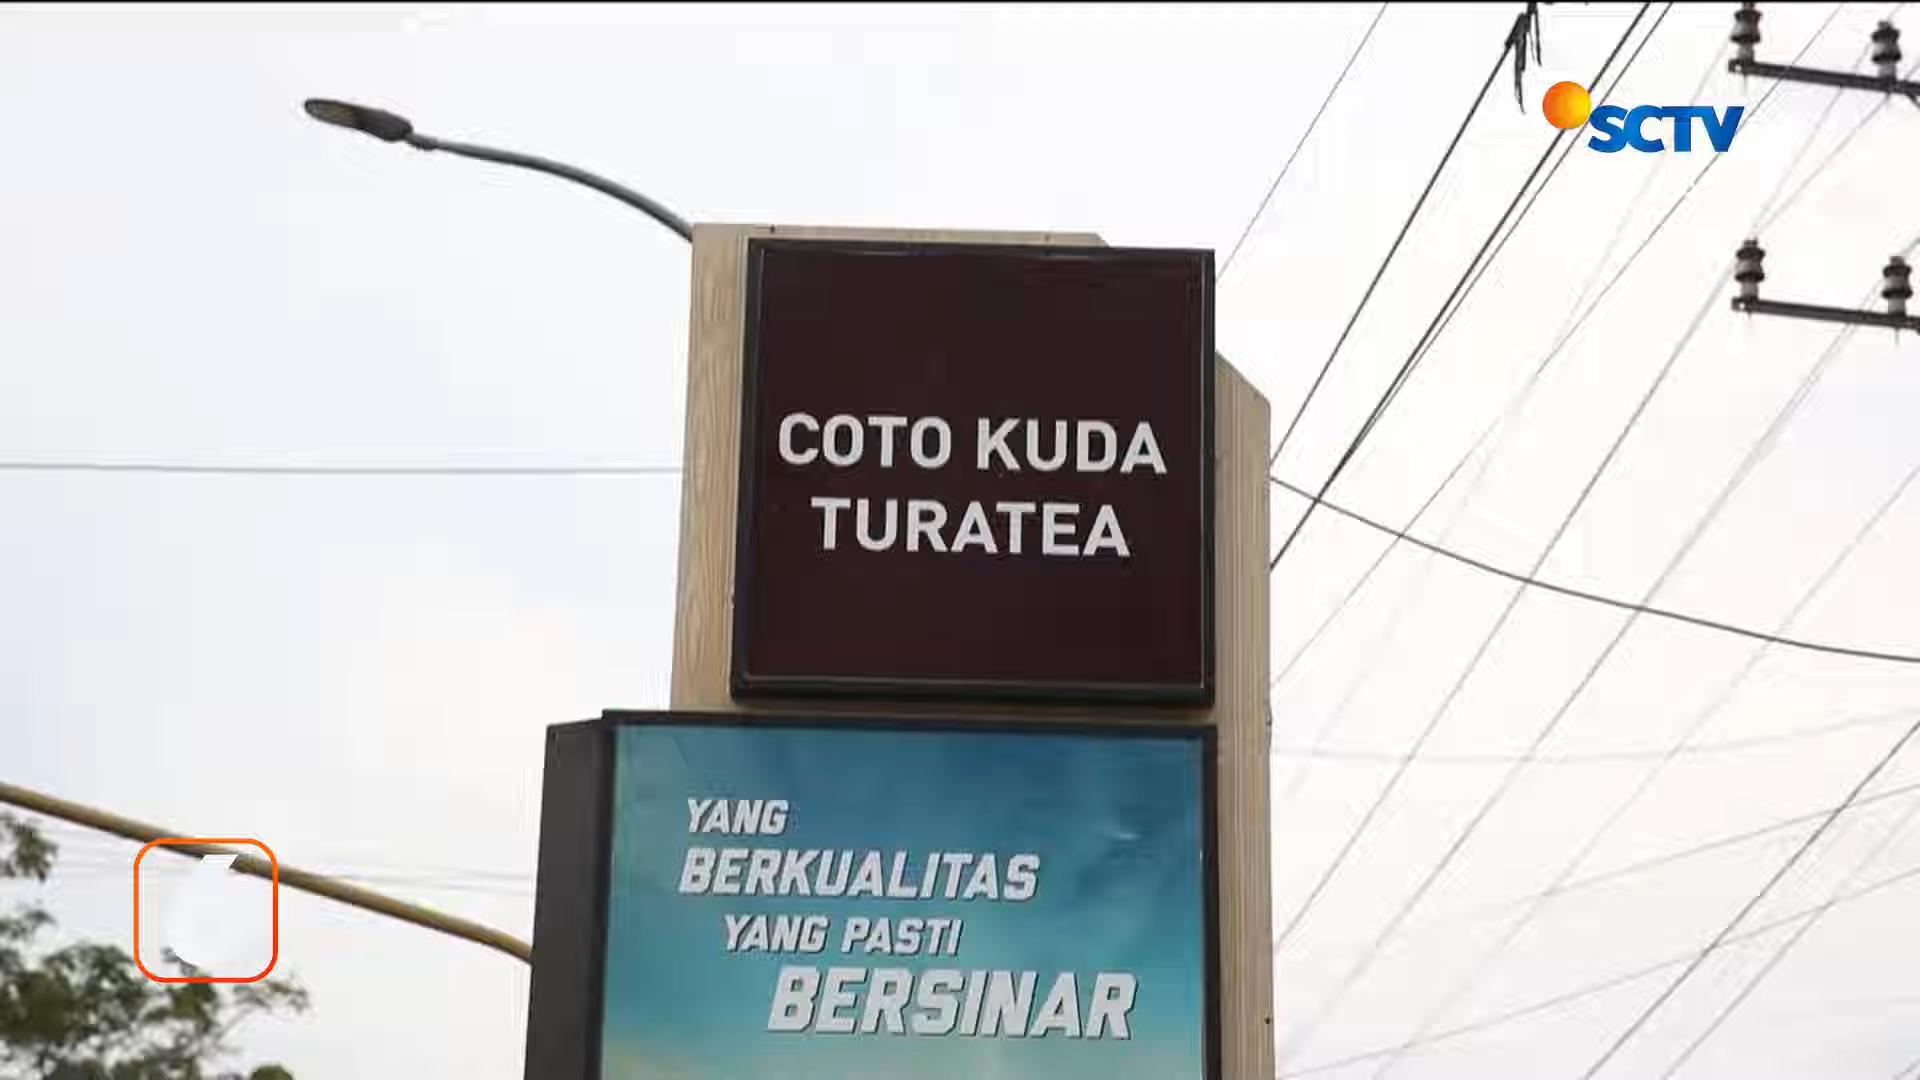 SCTV
COTO KUDA
TURATEA
YANG
BERKUALITAS
YANG PASTI
BERSINAR